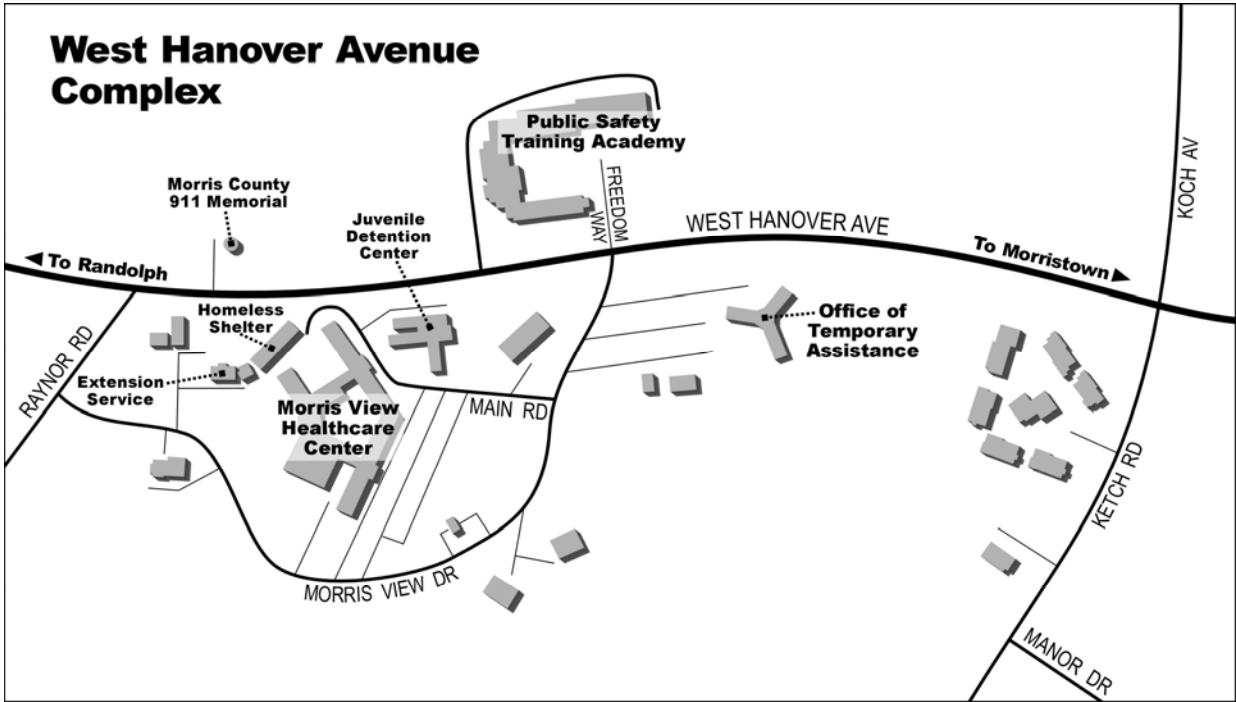 West Hanover Avenue
Complex
Public Safety
Training Academy
FREEDOM
WAY
KOCH AV
Morris County
911 Memorial
Juvenile
Detention
Center
WEST HANOVER AVE
To Morristown
To Randolph
Homeless
Shelter
Office of
Temporary
Assistance
RAYNOR RD
Extension
Service
Morris View
Healthcare
Center
MAIN RD
KETCH RD
MORRIS VIEW DR
MANOR DR